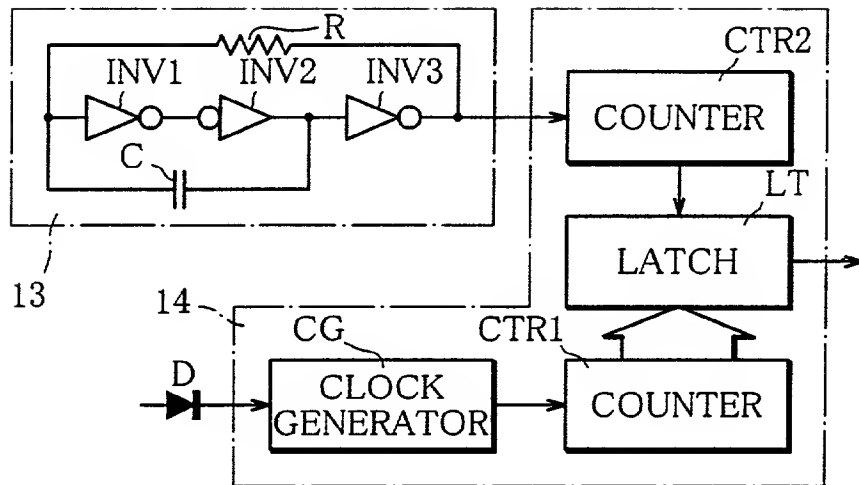 R
INV1
INV2
INV3
C
13
CTR2
COUNTER
LT
LATCH
14
CG
CTR1
D
CLOCK
GENERATOR
COUNTER